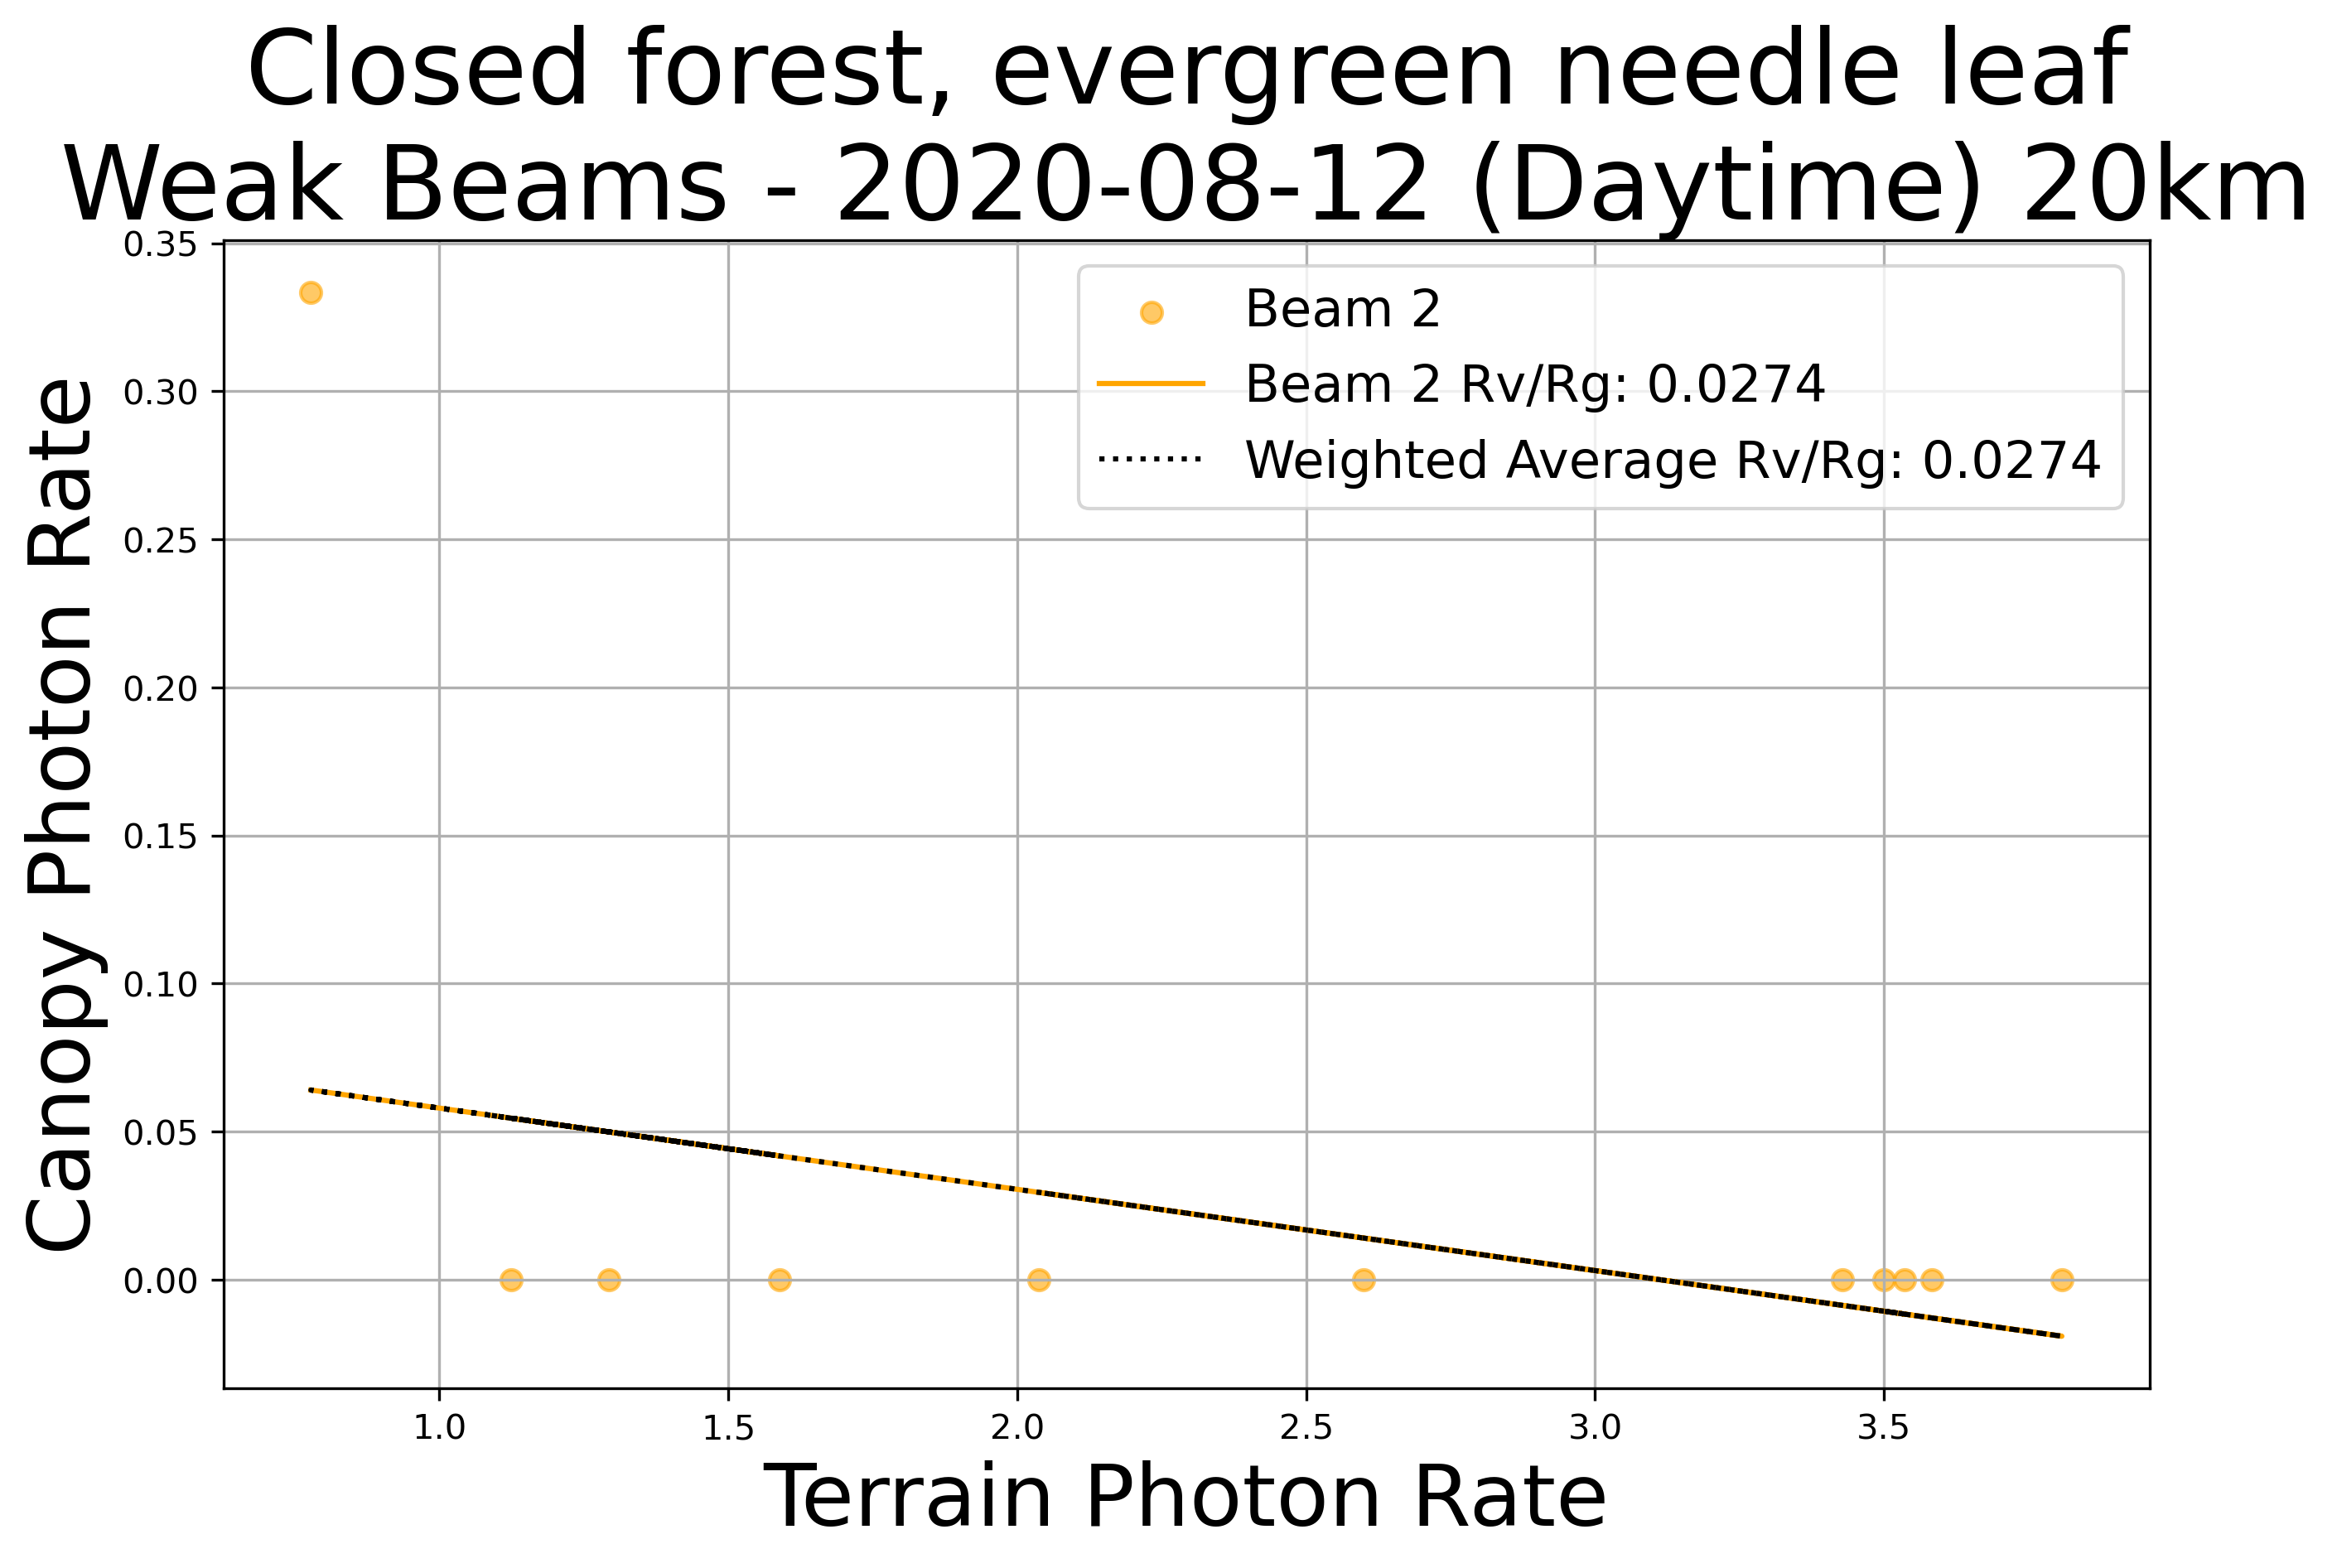 Closed forest, evergreen needle leaf
Weak Beams - 2020-08-12 (Daytime) 20km
Beam 2
Beam 2 Rv/Rg: 0.0274
Weighted Average Rv/Rg: 0.0274
Canopy Photon Rate
0.35
0.30
0.25
0.20
0.15
0.10
0.05
0.00
1.0 1.5 2.0 2.5 3.0 3.5
Terrain Photon Rate